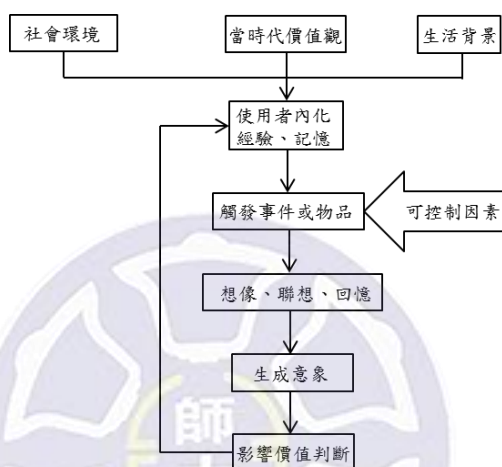 社會環境
當時代價值觀
生活背景
使用者內化
經驗、記憶
觸發事件或物品
可控制因素
想像、聯想、回憶
生成意象
師
影響價值判斷